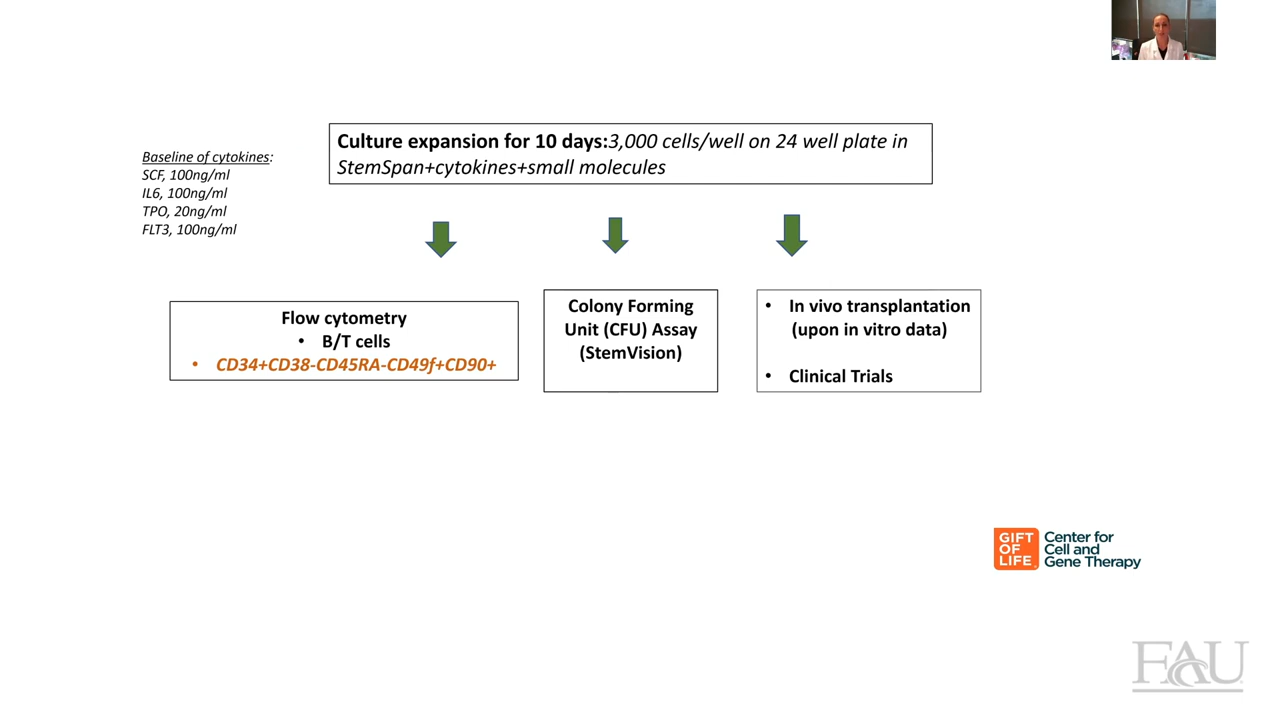 Culture expansion for 10 days:3,000 cells/well on 24 well plate in
StemSpan+cytokines+small molecules
Baseline of cytokines:
SCF, 100ng/ml
IL6, 100ng/ml
TPO, 20ng/ml
FLT3, 100ng/ml
Flow cytometry
• B/T cells
• CD34+CD38-CD45RA-CD49f+CD90+
Colony Forming
Unit (CFU) Assay
(StemVision)
• In vivo transplantation
(upon in vitro data)
• Clinical Trials
GIFT
OF
LIFE
Center for
Cell and
Gene Therapy
FAU